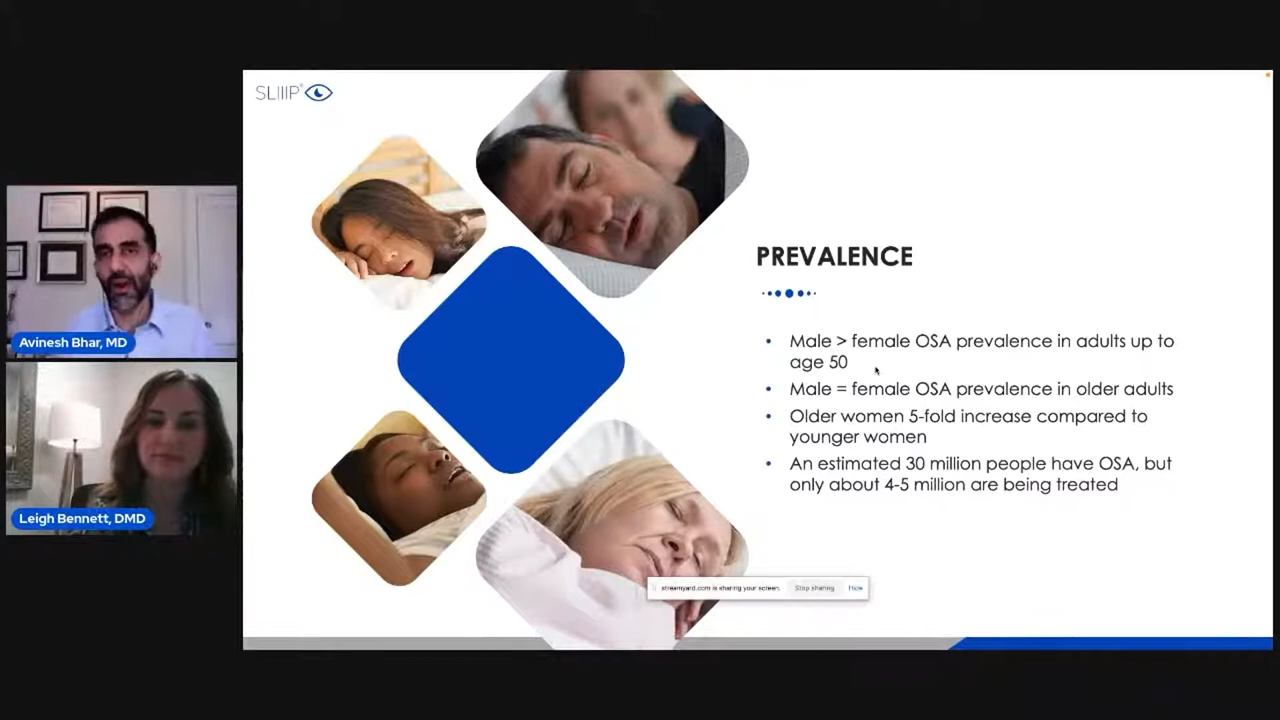 SLIIIP®
Avinesh Bhar, MD
Leigh Bennett, DMD
PREVALENCE
• Male > female OSA prevalence in adults up to
age 50
• Male = female OSA prevalence in older adults
• Older women 5-fold increase compared to
younger women
• An estimated 30 million people have OSA, but
only about 4-5 million are being treated
streamyard.com is sharing your screen. Stop sharing Hide